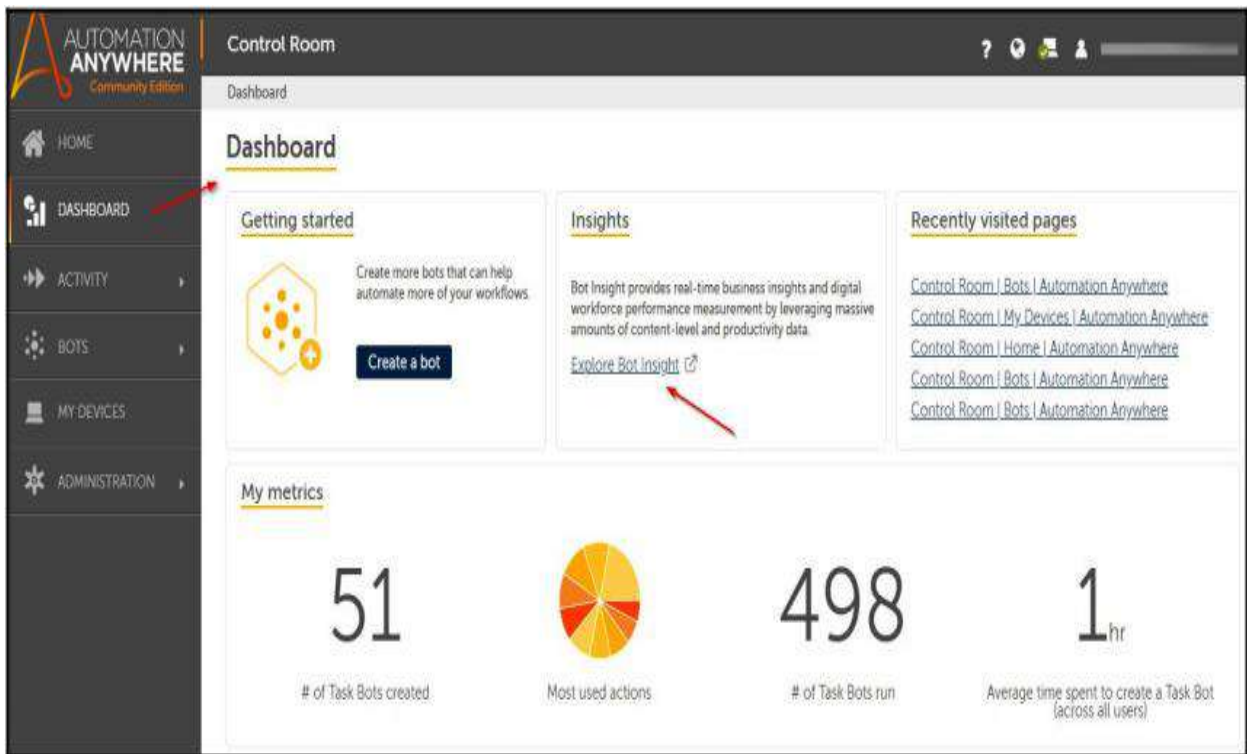 AUTOMATION
ANYWHERE
Community Edition
Control Room
?
Dashboard
HOME
DASHBOARD
ACTIVITY
BOTS
MY DEVICES
ADMINISTRATION
Dashboard
Getting started
Create more bots that can help
automate more of your workflows.
Create a bot
Insights
Bot Insight provides real-time business insights and digital
workforce performance measurement by leveraging massive
amounts of content-level and productivity data.
Explore Bot Insight
Recently visited pages
Control Room | Bots | Automation Anywhere
Control Room | My Devices | Automation Anywhere
Control Room | Home | Automation Anywhere
Control Room | Bots | Automation Anywhere
Control Room | Bots | Automation Anywhere
My metrics
51
# of Task Bots created
Most used actions
498
# of Task Bots run
1hr
Average time spent to create a Task Bot
(across all users)